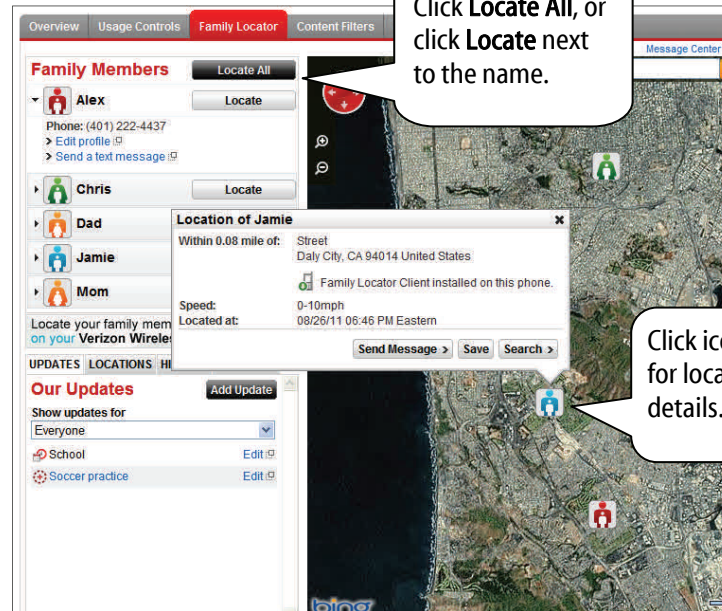 Overview Usage Controls Family Locator Content Filters
Click Locate All, or
click Locate next
to the name.
Message Center
Family Members Locate All
Alex Locate
Phone: (401) 222-4437
> Edit profile
> Send a text message
Chris Locate
Dad
Jamie
Mom
Location of Jamie
Within 0.08 mile of: Street
Daly City, CA 94014 United States
Family Locator Client installed on this phone.
Speed: 0-10mph
Located at: 08/26/11 06:46 PM Eastern
Send Message > Save Search >
Locate your family mem
on your Verizon Wirele
UPDATES LOCATIONS HI
Our Updates Add Update
Show updates for
Everyone
School Edit
Soccer practice Edit
Click ico
for loca
details.
bing